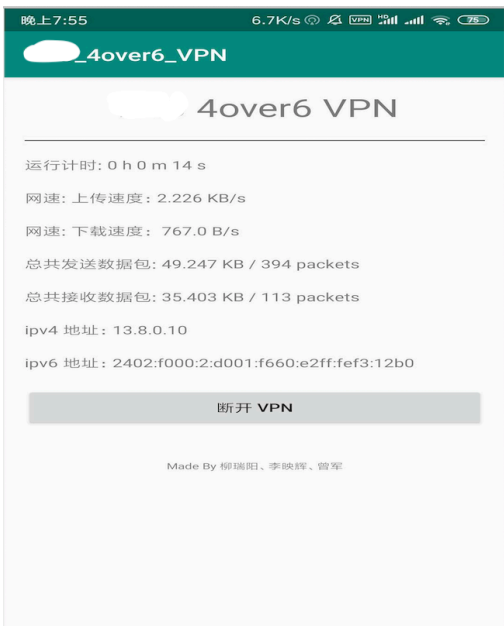 晚上7:55 6.7K/s VPN HD 75
_4over6_VPN
4over6 VPN
运行计时: 0 h 0 m 14 s
网速: 上传速度：2.226 KB/s
网速: 下载速度：767.0 B/s
总共发送数据包: 49.247 KB / 394 packets
总共接收数据包: 35.403 KB / 113 packets
ipv4 地址：13.8.0.10
ipv6 地址：2402:f000:2:d001:f660:e2ff:fef3:12b0
断开 VPN
Made By 柳瑞阳、李映辉、曾军